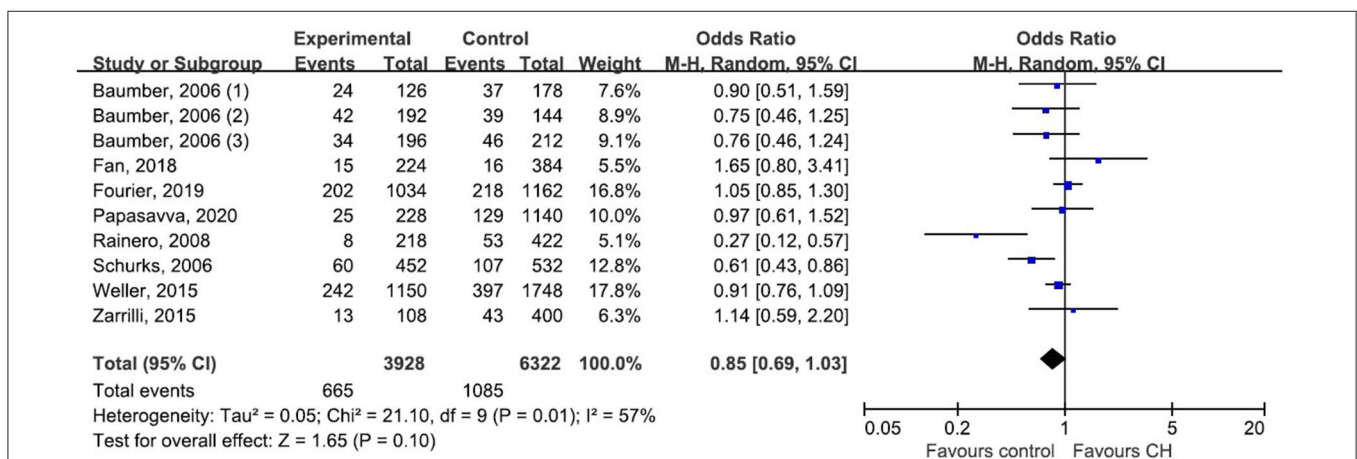 Experimental Control Odds Ratio Odds Ratio
Study or Subgroup Events Total Events Total Weight M-H, Random, 95% CI M-H, Random, 95% CI
Baumber, 2006 (1) 24 126 37 178 7.6% 0.90 [0.51, 1.59]
Baumber, 2006 (2) 42 192 39 144 8.9% 0.75 [0.46, 1.25]
Baumber, 2006 (3) 34 196 46 212 9.1% 0.76 [0.46, 1.24]
Fan, 2018 15 224 16 384 5.5% 1.65 [0.80, 3.41]
Fourier, 2019 202 1034 218 1162 16.8% 1.05 [0.85, 1.30]
Papasavva, 2020 25 228 129 1140 10.0% 0.97 [0.61, 1.52]
Rainero, 2008 8 218 53 422 5.1% 0.27 [0.12, 0.57]
Schurks, 2006 60 452 107 532 12.8% 0.61 [0.43, 0.86]
Weller, 2015 242 1150 397 1748 17.8% 0.91 [0.76, 1.09]
Zarrilli, 2015 13 108 43 400 6.3% 1.14 [0.59, 2.20]
Total (95% CI) 3928 6322 100.0% 0.85 [0.69, 1.03]
Total events 665 1085
Heterogeneity: Tau² = 0.05; Chi² = 21.10, df = 9 (P = 0.01); I² = 57%
Test for overall effect: Z = 1.65 (P = 0.10)
0.05 0.2 1 5 20
Favours control Favours CH